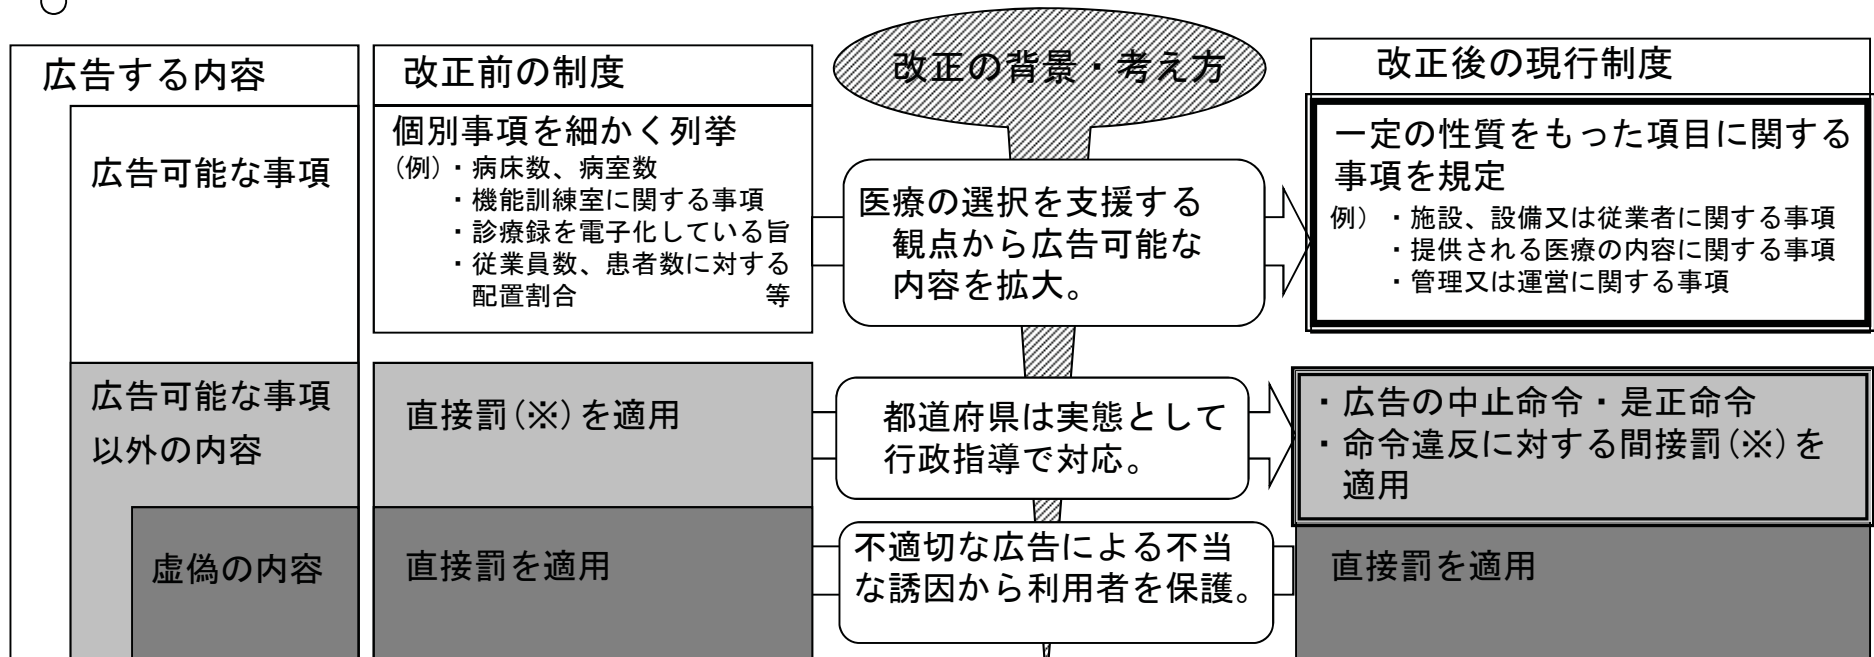 広告する内容
改正前の制度
改正の背景・考え方
改正後の現行制度
広告可能な事項
個別事項を細かく列挙
(例)・病床数、病室数
・機能訓練室に関する事項
・診療録を電子化している旨
・従業員数、患者数に対する
配置割合 等
医療の選択を支援する
観点から広告可能な
内容を拡大。
一定の性質をもった項目に関する
事項を規定
例）・施設、設備又は従業者に関する事項
・提供される医療の内容に関する事項
・管理又は運営に関する事項
広告可能な事項
以外の内容
直接罰(※)を適用
都道府県は実態として
行政指導で対応。
・広告の中止命令・是正命令
・命令違反に対する間接罰(※)を
適用
虚偽の内容
直接罰を適用
不適切な広告による不当
な誘因から利用者を保護。
直接罰を適用